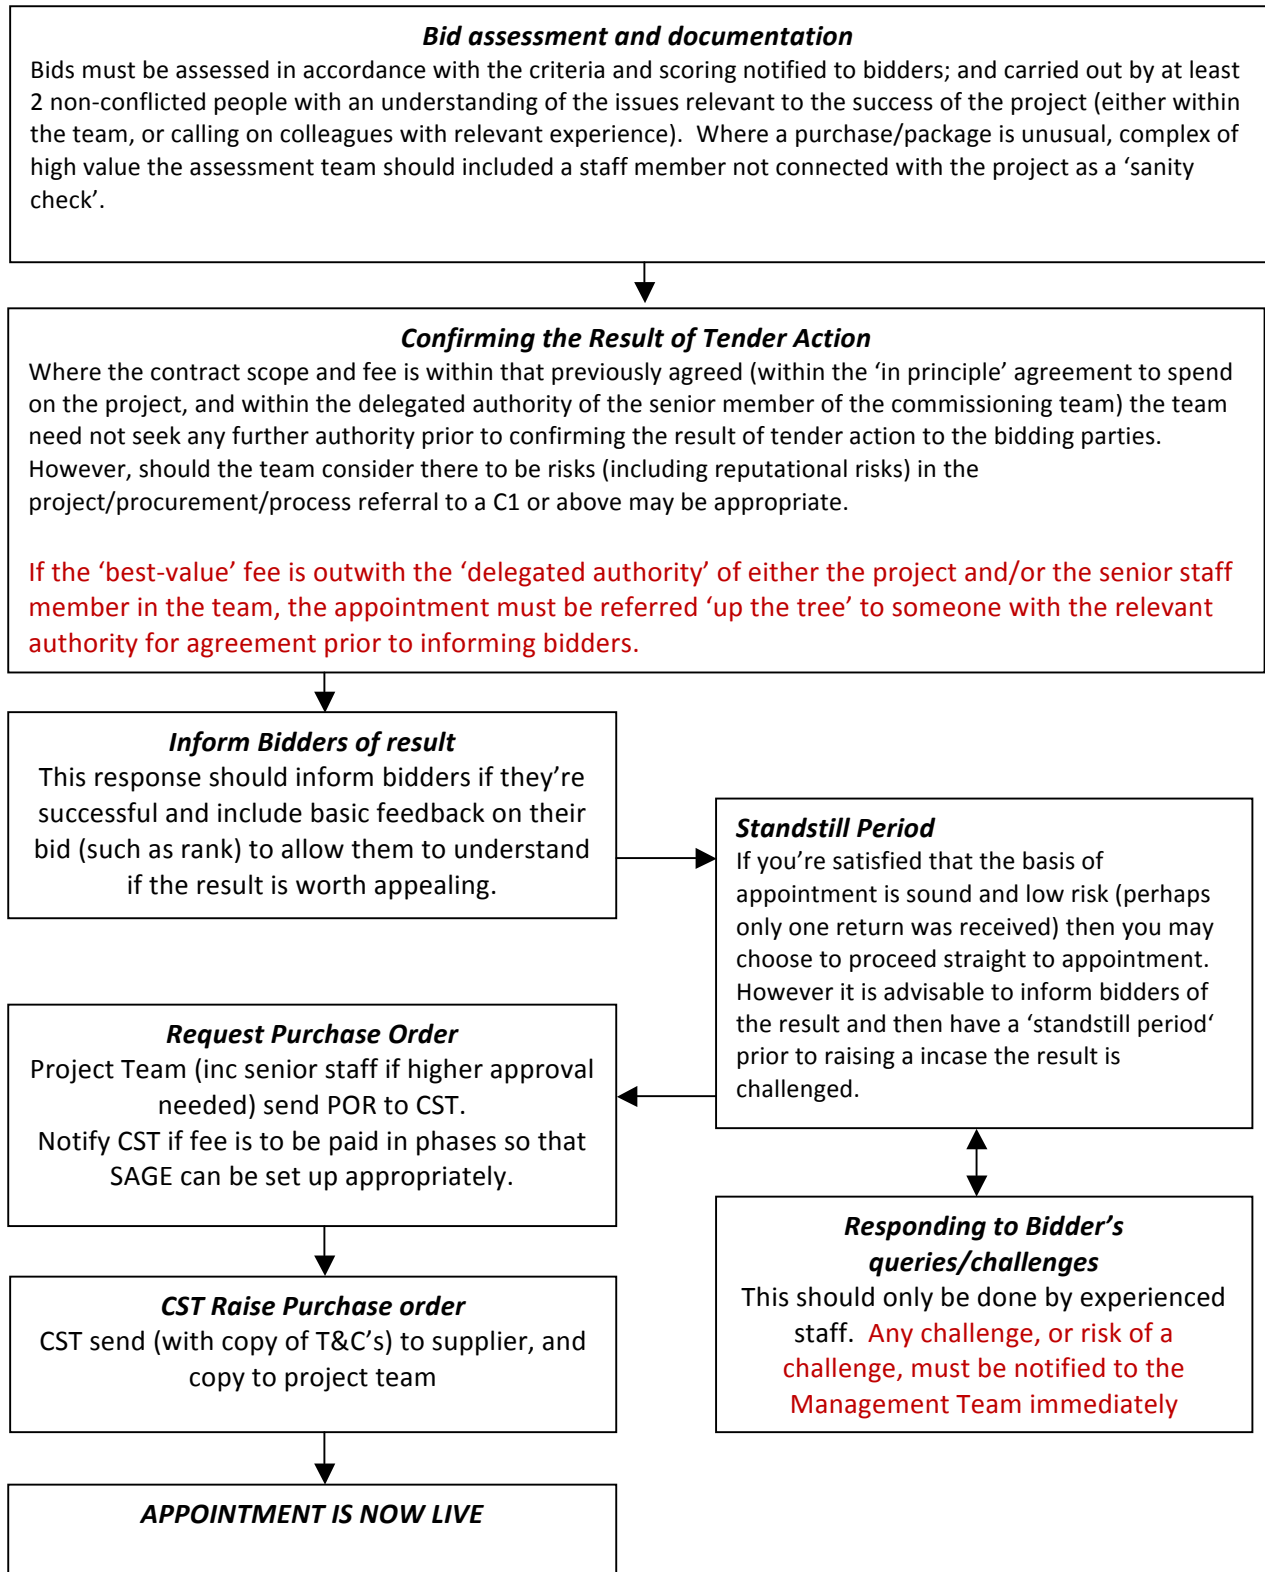 Bid assessment and documentation
Bids must be assessed in accordance with the criteria and scoring notified to bidders; and carried out by at least
2 non-conflicted people with an understanding of the issues relevant to the success of the project (either within
the team, or calling on colleagues with relevant experience).  Where a purchase/package is unusual, complex of
high value the assessment team should included a staff member not connected with the project as a ‘sanity
check’.
Confirming the Result of Tender Action
Where the contract scope and fee is within that previously agreed (within the ‘in principle’ agreement to spend
on the project, and within the delegated authority of the senior member of the commissioning team) the team
need not seek any further authority prior to confirming the result of tender action to the bidding parties.
However, should the team consider there to be risks (including reputational risks) in the
project/procurement/process referral to a C1 or above may be appropriate.
If the ‘best-value’ fee is outwith the ‘delegated authority’ of either the project and/or the senior staff
member in the team, the appointment must be referred ‘up the tree’ to someone with the relevant
authority for agreement prior to informing bidders.
Inform Bidders of result
This response should inform bidders if they’re
successful and include basic feedback on their
bid (such as rank) to allow them to understand
if the result is worth appealing.
Standstill Period
If you’re satisfied that the basis of
appointment is sound and low risk (perhaps
only one return was received) then you may
choose to proceed straight to appointment.
However it is advisable to inform bidders of
the result and then have a ‘standstill period‘
prior to raising a incase the result is
challenged.
Request Purchase Order
Project Team (inc senior staff if higher approval
needed) send POR to CST.
Notify CST if fee is to be paid in phases so that
SAGE can be set up appropriately.
Responding to Bidder’s
queries/challenges
This should only be done by experienced
staff.  Any challenge, or risk of a
challenge, must be notified to the
Management Team immediately
CST Raise Purchase order
CST send (with copy of T&C’s) to supplier, and
copy to project team
APPOINTMENT IS NOW LIVE